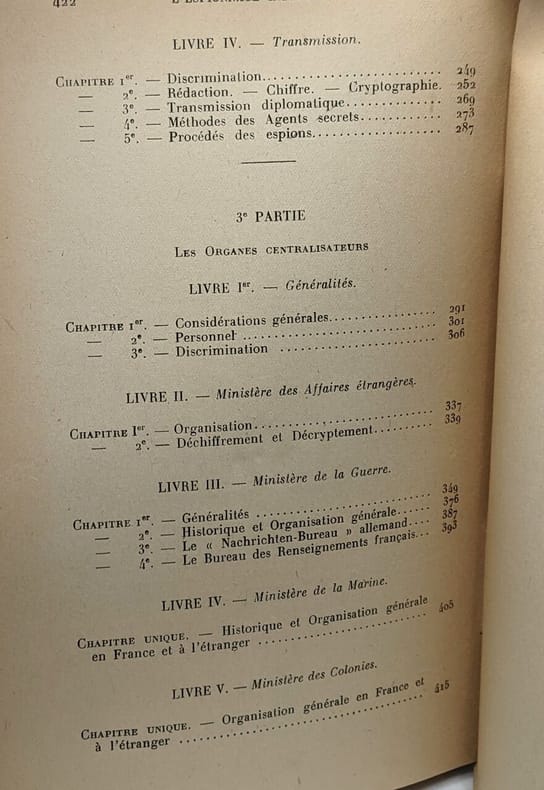 422
LIVRE IV. — Transmission.
CHAPITRE 1er. — Discrimination........................ 249
— 2e. — Rédaction. — Chiffre. — Cryptographie. 252
— 3e. — Transmission diplomatique............. 269
— 4e. — Méthodes des Agents secrets........... 273
— 5e. — Procédés des espions.................. 287
3e PARTIE
LES ORGANES CENTRALISATEURS
LIVRE Ier. — Généralités.
CHAPITRE 1er. — Considérations générales............... 291
— 2e. — Personnel ............................ 301
— 3e. — Discrimination ....................... 306
LIVRE II. — Ministère des Affaires étrangères.
CHAPITRE Ier. — Organisation........................... 337
— 2e. — Déchiffrement et Décryptement......... 339
LIVRE III. — Ministère de la Guerre.
CHAPITRE 1er. — Généralités ........................... 349
— 2e. — Historique et Organisation générale...... 376
— 3e. — Le « Nachrichten-Bureau » allemand.... 387
— 4e. — Le Bureau des Renseignements français... 393
LIVRE IV. — Ministère de la Marine.
CHAPITRE UNIQUE. — Historique et Organisation générale
en France et à l'étranger ........................ 405
LIVRE V. — Ministère des Colonies.
CHAPITRE UNIQUE. — Organisation générale en France et
à l'étranger ..................................... 415